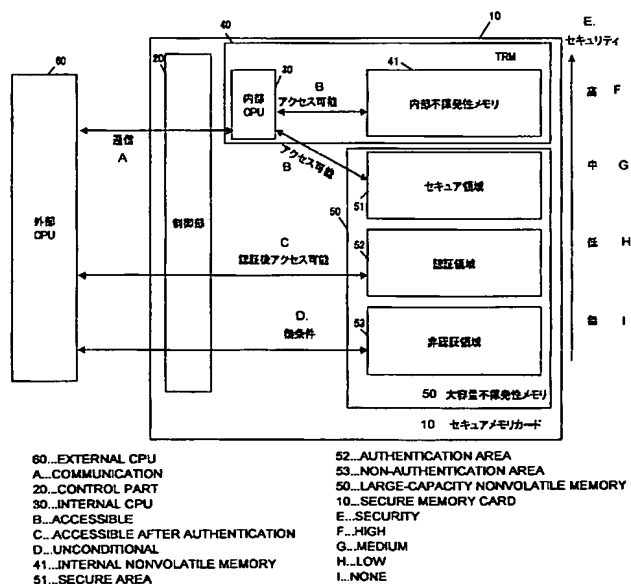 40
10
E.
セキュリティ
60
20
30
TRM
41
内部
CPU
B
アクセス可能
内部不揮発性メモリ
高 F
通信
A
アクセス可能
B
セキュア領域
51
中 G
外部
CPU
制御部
50
52
C
認証後アクセス可能
認証領域
低 H
D.
無条件
53
非認証領域
無 I
50 大容量不揮発性メモリ
10 セキュアメモリカード
60...EXTERNAL CPU
A...COMMUNICATION
20...CONTROL PART
30...INTERNAL CPU
B...ACCESSIBLE
C...ACCESSIBLE AFTER AUTHENTICATION
D...UNCONDITIONAL
41...INTERNAL NONVOLATILE MEMORY
51...SECURE AREA
52...AUTHENTICATION AREA
53...NON-AUTHENTICATION AREA
50...LARGE-CAPACITY NONVOLATILE MEMORY
10...SECURE MEMORY CARD
E...SECURITY
F...HIGH
G...MEDIUM
H...LOW
I...NONE